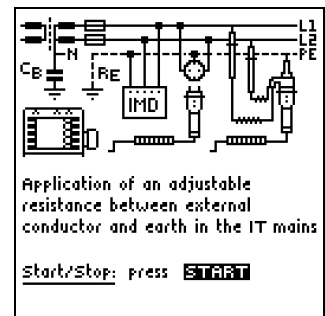 L1
L2
N
PE
CB
RE
IMD
Application of an adjustable
resistance between external
conductor and earth in the IT mains
Start/Stop: press START